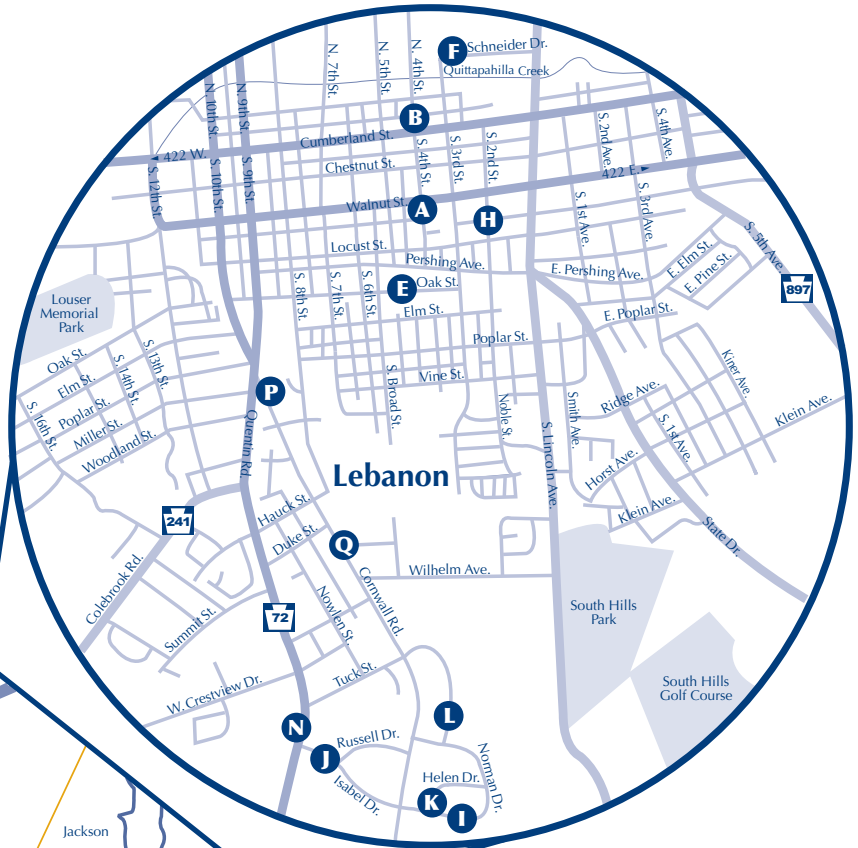 F
Schneider Dr.
Quittapahilla Creek
N. 7th St.
N. 5th St.
N. 4th St.
N. 10th St.
N. 9th St.
B
Cumberland St.
422 W.
Chestnut St.
S. 4th St.
S. 3rd St.
S. 2nd St.
S. 2nd Ave.
S. 4th Ave.
S. 12th St.
S. 10th St.
S. 9th St.
422 E.
Walnut St.
A
H
S. 1st Ave.
S. 3rd Ave.
Locust St.
Pershing Ave.
E. Pershing Ave.
E. Elm St.
E. Pine St.
S. 5th Ave.
897
S. 8th St.
S. 7th St.
S. 6th St.
E
Oak St.
Elm St.
E. Poplar St.
Louser
Memorial
Park
Poplar St.
Vine St.
Oak St.
Elm St.
Poplar St.
Miller St.
Woodland St.
S. 16th St.
S. 14th St.
S. 13th St.
P
Quentin Rd.
S. Broad St.
Noble St.
Smith Ave.
S. Lincoln Ave.
Ridge Ave.
Kiner Ave.
Klein Ave.
S. 1st Ave.
Horst Ave.
Klein Ave.
State Dr.
Lebanon
241
Hauck St.
Duke St.
Q
Wilhelm Ave.
Cornwall Rd.
Nowlen St.
Colebrook Rd.
Summit St.
72
Tuck St.
W. Crestview Dr.
South Hills
Park
South Hills
Golf Course
N
J
Russell Dr.
Isabel Dr.
L
Norman Dr.
Helen Dr.
K
I
Jackson